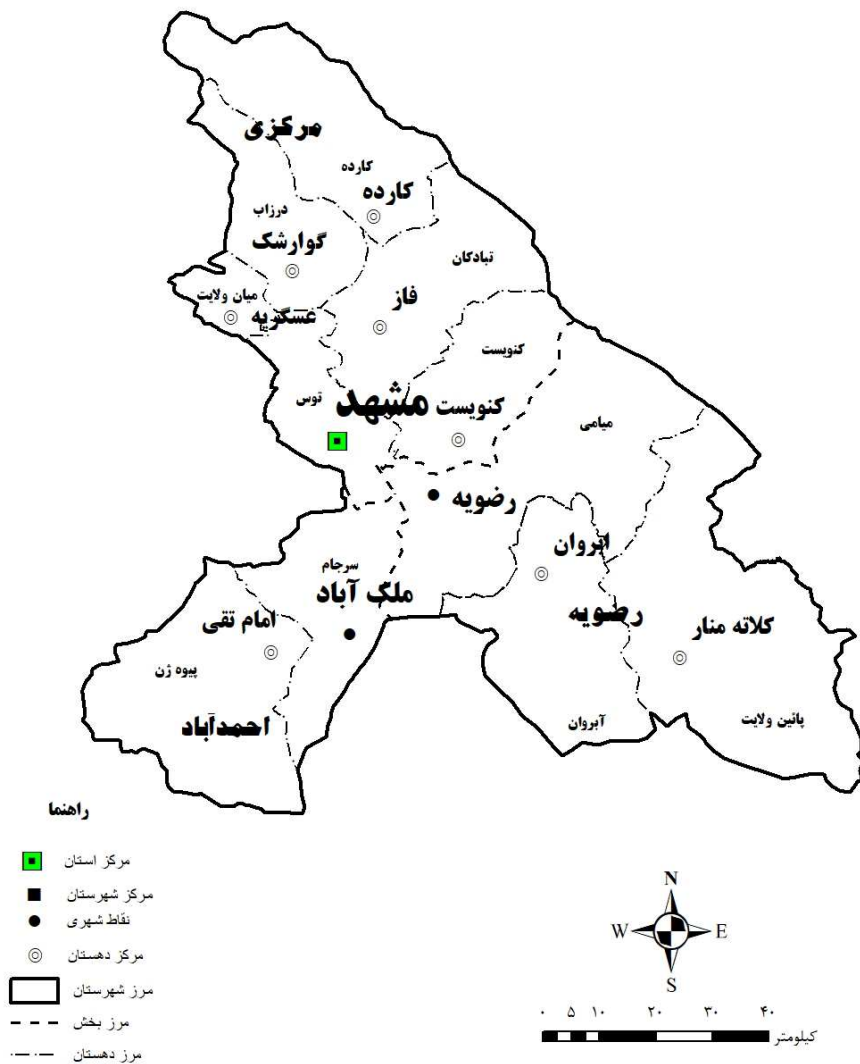 مرکزی
کارده
کارده
درزاب
گوارشک
تبادکان
میان ولایت
عسگریه
فاز
کنویست
توس
مشهد
کنویست
میامی
رضویه
سرجام
ملک آباد
ابروان
امام تقی
رضویه
کلاته منار
پیوه ژن
احمدآباد
آبروان
پائین ولایت
راهنما
مرکز استان
مرکز شهرستان
نقاط شهری
مرکز دهستان
مرز شهرستان
مرز بخش
مرز دهستان
N
W E
S
۰ ۵ ۱۰ ۲۰ ۳۰ ۴۰
کیلومتر